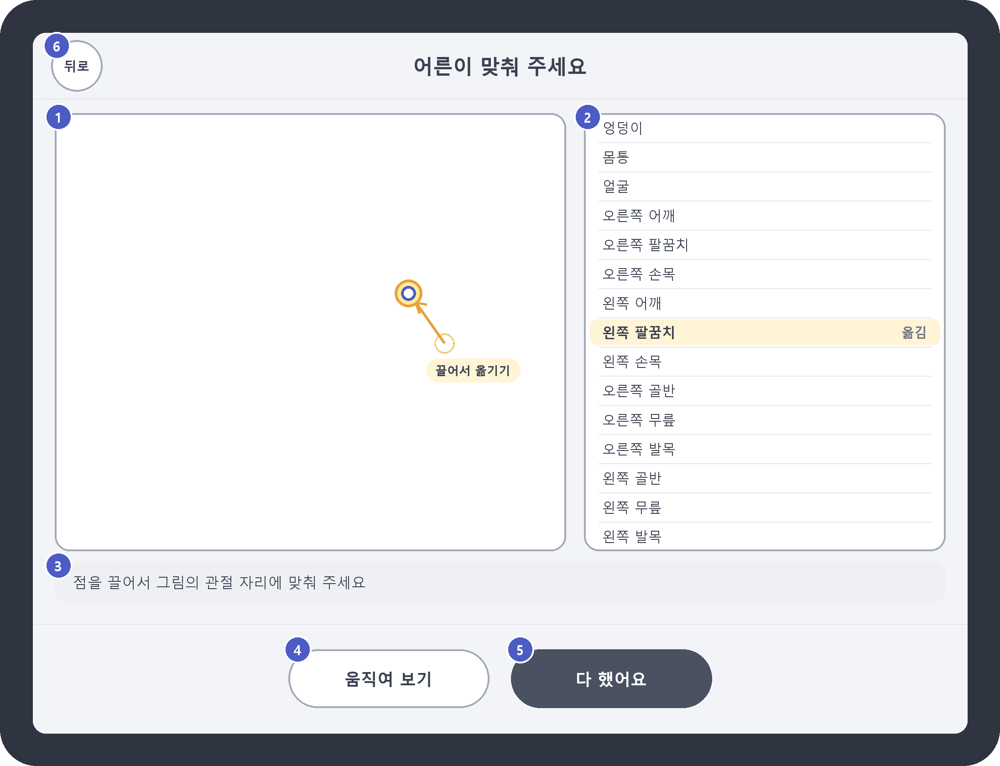 6
뒤로
어른이 맞춰 주세요
1
2
엉덩이
몸통
얼굴
오른쪽 어깨
오른쪽 팔꿈치
오른쪽 손목
왼쪽 어깨
왼쪽 팔꿈치 옮김
왼쪽 손목
오른쪽 골반
오른쪽 무릎
오른쪽 발목
왼쪽 골반
왼쪽 무릎
왼쪽 발목
끌어서 옮기기
3
점을 끌어서 그림의 관절 자리에 맞춰 주세요
4
움직여 보기
5
다 했어요